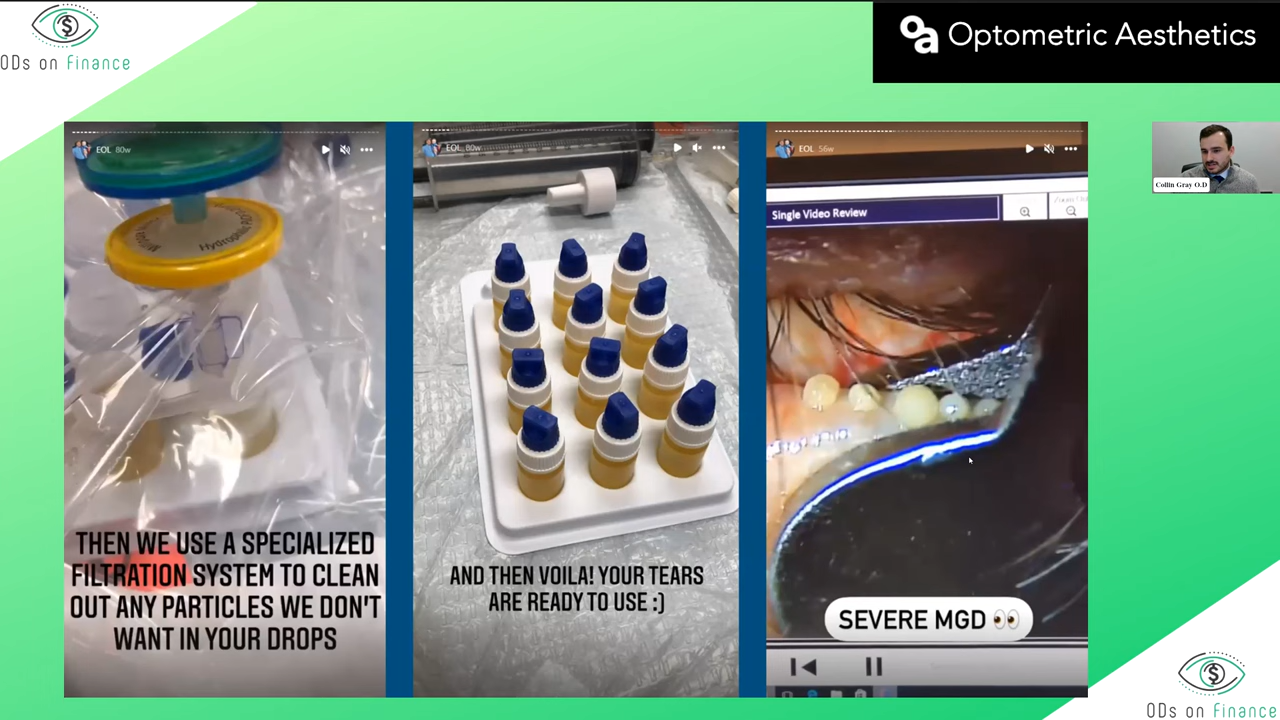 ODs on Finance
Optometric Aesthetics
EOL 80w
THEN WE USE A SPECIALIZED
FILTRATION SYSTEM TO CLEAN
OUT ANY PARTICLES WE DON'T
WANT IN YOUR DROPS
EOL 80w
AND THEN VOILA! YOUR TEARS
ARE READY TO USE :)
EOL 56w
Single Video Review
SEVERE MGD 👀
Collin Gray O.D
ODs on Finance